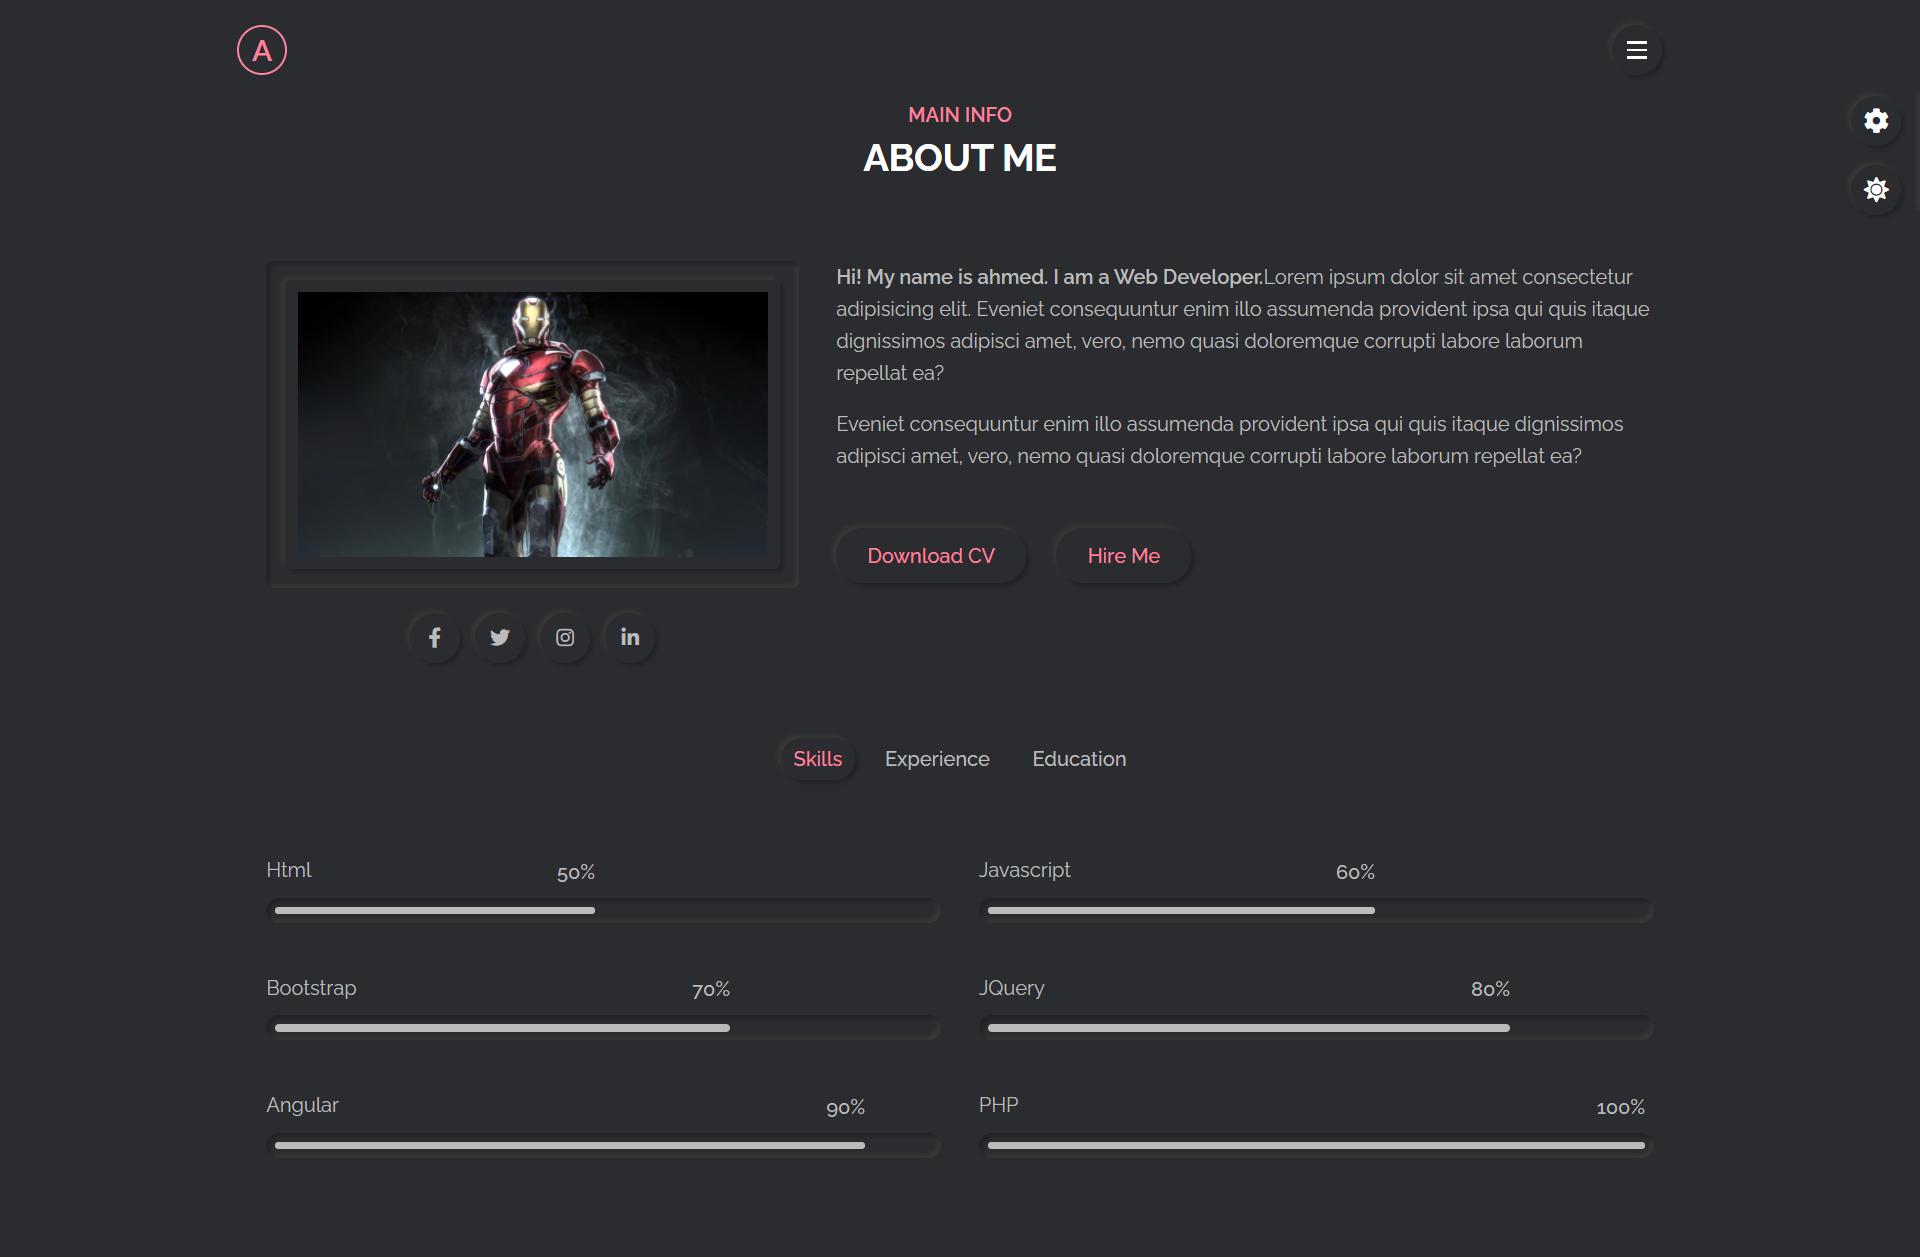 A
MAIN INFO
ABOUT ME
Hi! My name is ahmed. I am a Web Developer.Lorem ipsum dolor sit amet consectetur
adipisicing elit. Eveniet consequuntur enim illo assumenda provident ipsa qui quis itaque
dignissimos adipisci amet, vero, nemo quasi doloremque corrupti labore laborum
repellat ea?
Eveniet consequuntur enim illo assumenda provident ipsa qui quis itaque dignissimos
adipisci amet, vero, nemo quasi doloremque corrupti labore laborum repellat ea?
Download CV
Hire Me
Skills
Experience
Education
Html
50%
Javascript
60%
Bootstrap
70%
JQuery
80%
Angular
90%
PHP
100%